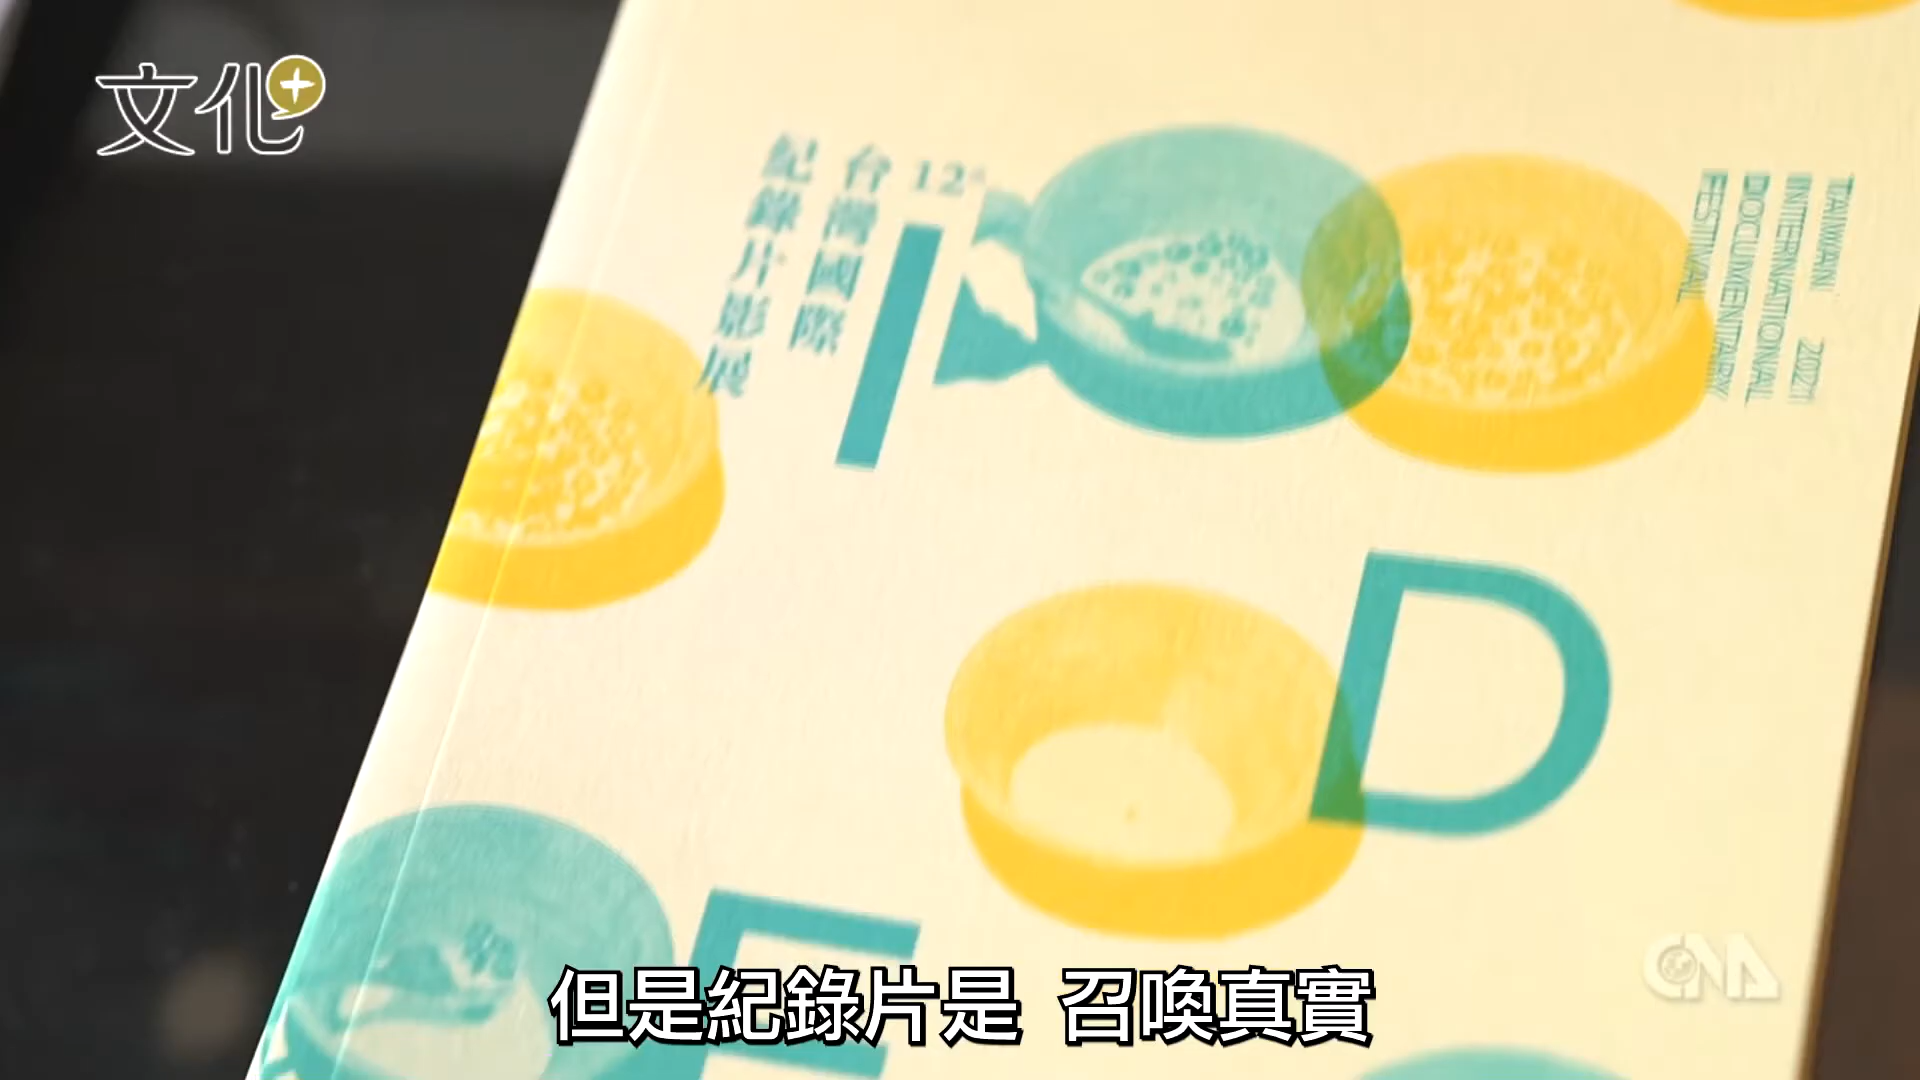 文化+
12th
台灣國際
紀錄片影展
I
TAIWAN 2021
INTERNATIONAL
DOCUMENTARY
FESTIVAL
D
F
但是紀錄片是 召喚真實
CNA